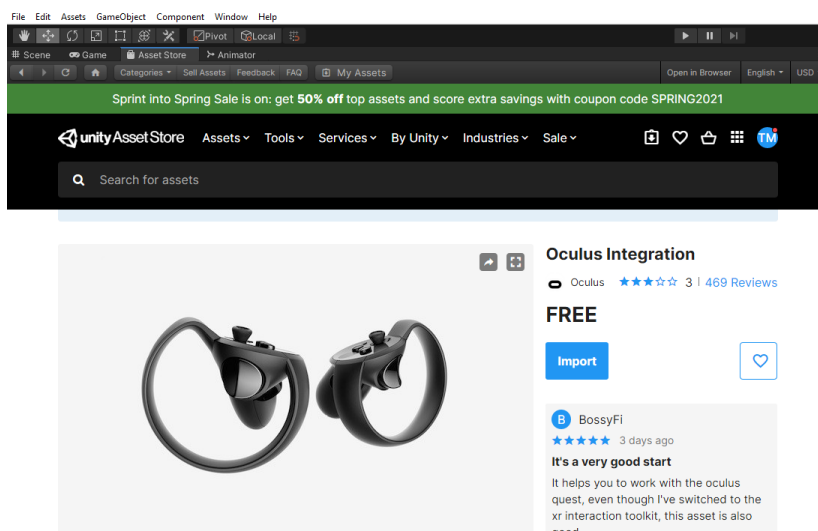 File Edit Assets GameObject Component Window Help
Pivot Local
Scene Game Asset Store Animator
Categories Sell Assets Feedback FAQ My Assets Open in Browser English USD
Sprint into Spring Sale is on: get 50% off top assets and score extra savings with coupon code SPRING2021
unity Asset Store Assets Tools Services By Unity Industries Sale TM
Search for assets
Oculus Integration
Oculus 3 | 469 Reviews
FREE
Import
B BossyFi
3 days ago
It's a very good start
It helps you to work with the oculus
quest, even though I've switched to the
xr interaction toolkit, this asset is also